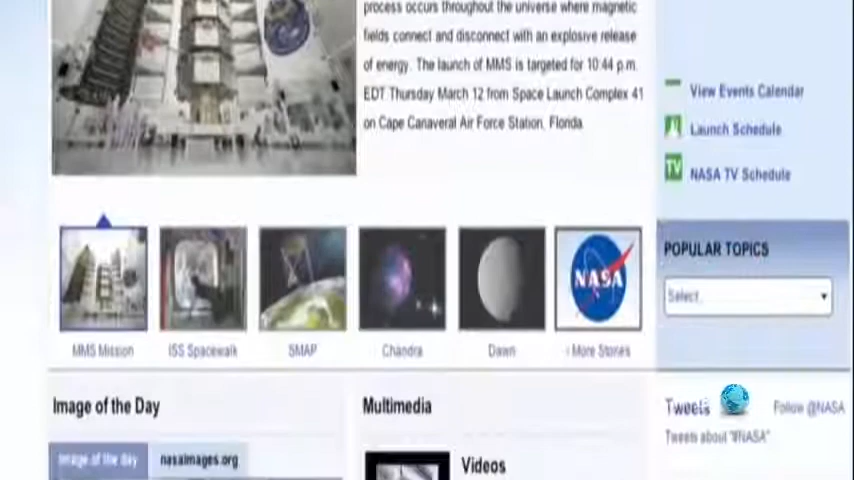 process occurs throughout the universe where magnetic
fields connect and disconnect with an explosive release
of energy. The launch of MMS is targeted for 10:44 p.m.
EDT Thursday March 12 from Space Launch Complex 41
on Cape Canaveral Air Force Station, Florida
View Events Calendar
Launch Schedule
TV NASA TV Schedule
POPULAR TOPICS
Select
NASA
MMS Mission
ISS Spacewalk
SMAP
Chandra
Dawn
More Stories
Image of the Day
Multimedia
Tweets
Follow @NASA
Tweets about "#NASA"
image of the day
nasaimages.org
Videos